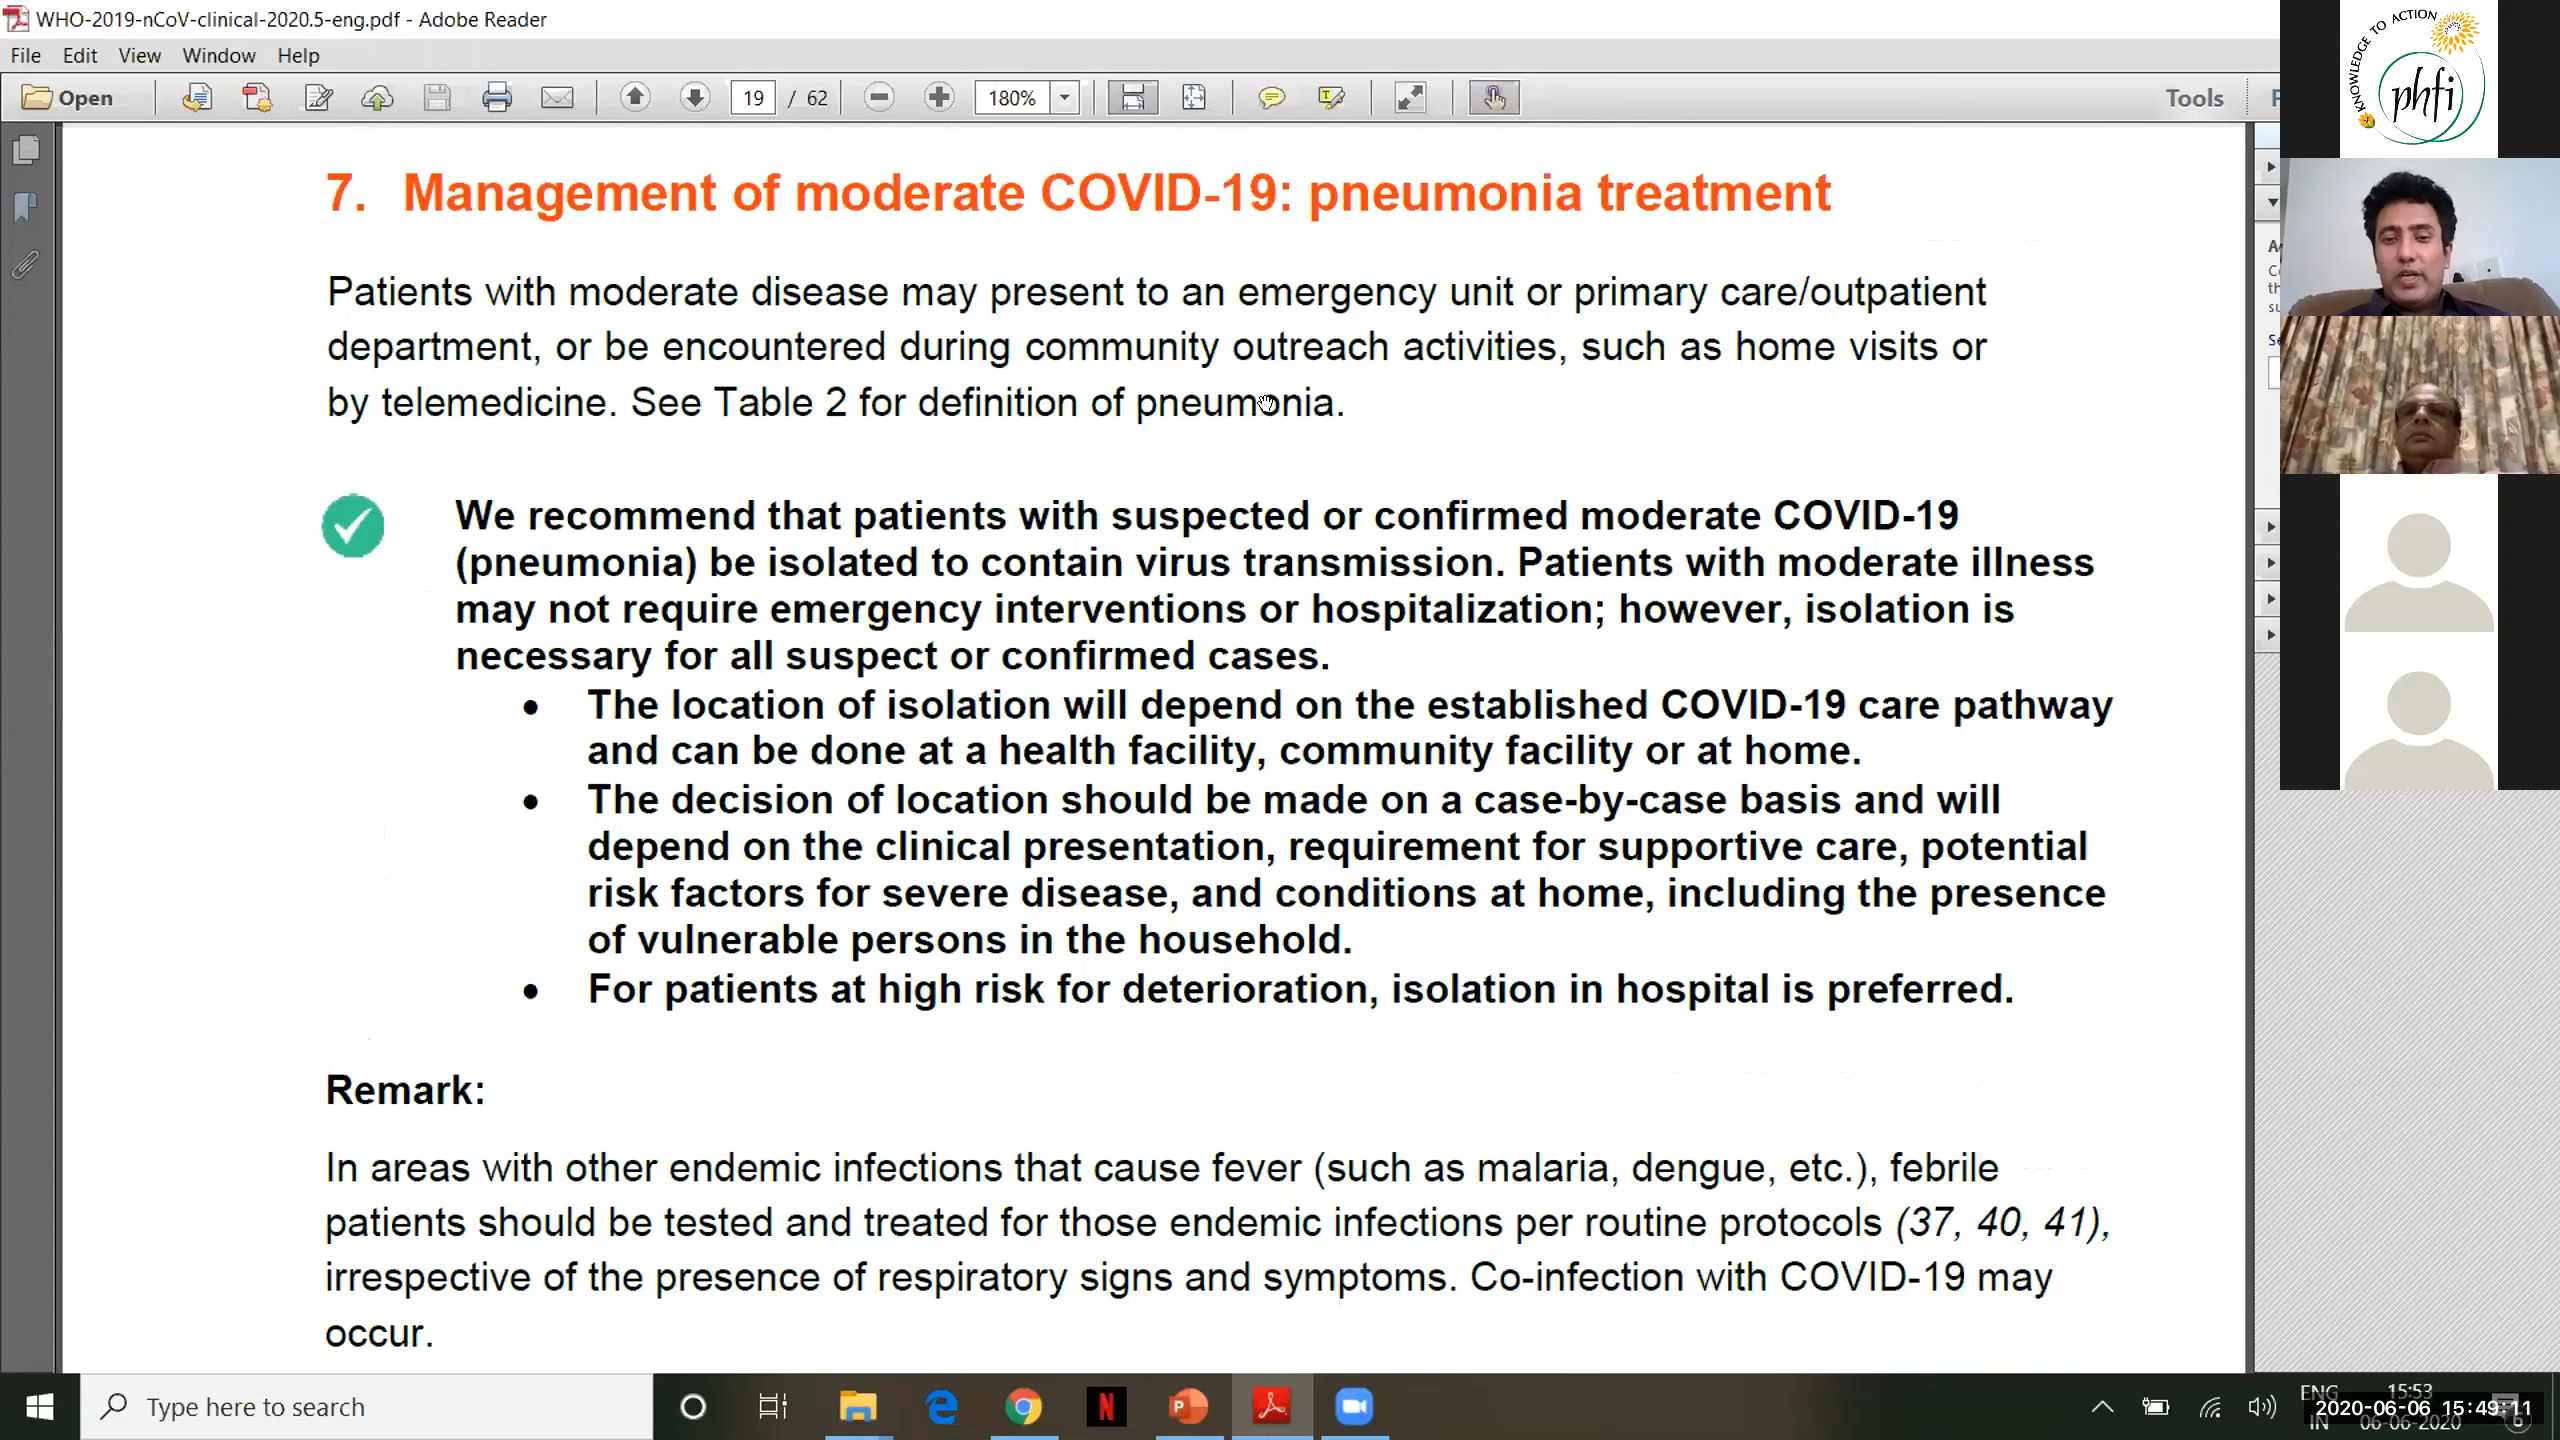 WHO-2019-nCoV-clinical-2020.5-eng.pdf - Adobe Reader
File Edit View Window Help
Open 19 / 62 180% Tools
KNOWLEDGE TO ACTION
phfi
7. Management of moderate COVID-19: pneumonia treatment
Patients with moderate disease may present to an emergency unit or primary care/outpatient
department, or be encountered during community outreach activities, such as home visits or
by telemedicine. See Table 2 for definition of pneumonia.
We recommend that patients with suspected or confirmed moderate COVID-19
(pneumonia) be isolated to contain virus transmission. Patients with moderate illness
may not require emergency interventions or hospitalization; however, isolation is
necessary for all suspect or confirmed cases.
• The location of isolation will depend on the established COVID-19 care pathway
and can be done at a health facility, community facility or at home.
• The decision of location should be made on a case-by-case basis and will
depend on the clinical presentation, requirement for supportive care, potential
risk factors for severe disease, and conditions at home, including the presence
of vulnerable persons in the household.
• For patients at high risk for deterioration, isolation in hospital is preferred.
Remark:
In areas with other endemic infections that cause fever (such as malaria, dengue, etc.), febrile
patients should be tested and treated for those endemic infections per routine protocols (37, 40, 41),
irrespective of the presence of respiratory signs and symptoms. Co-infection with COVID-19 may
occur.
Type here to search
ENG 15:53
2020-06-06 15:49:11
IN 06-06-2020 6